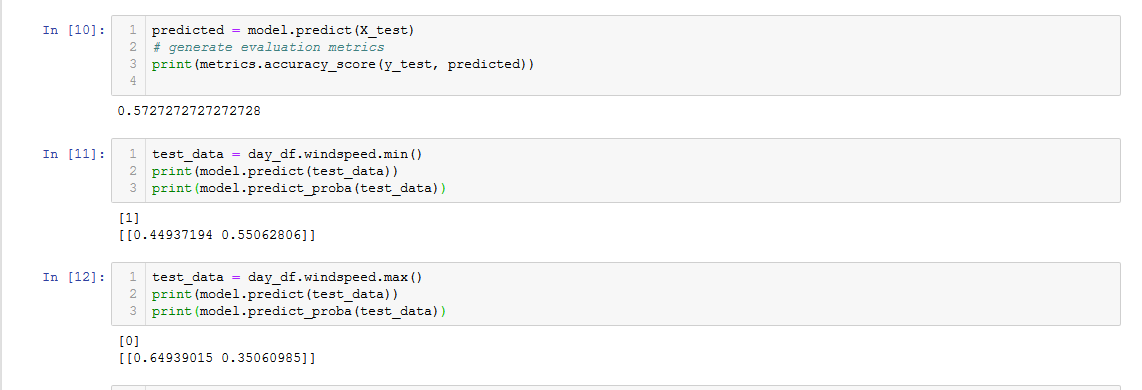 In [10]:
1 predicted = model.predict(X_test)
2 # generate evaluation metrics
3 print(metrics.accuracy_score(y_test, predicted))
4
0.5727272727272728
In [11]:
1 test_data = day_df.windspeed.min()
2 print(model.predict(test_data))
3 print(model.predict_proba(test_data))
[1]
[[0.44937194 0.55062806]]
In [12]:
1 test_data = day_df.windspeed.max()
2 print(model.predict(test_data))
3 print(model.predict_proba(test_data))
[0]
[[0.64939015 0.35060985]]